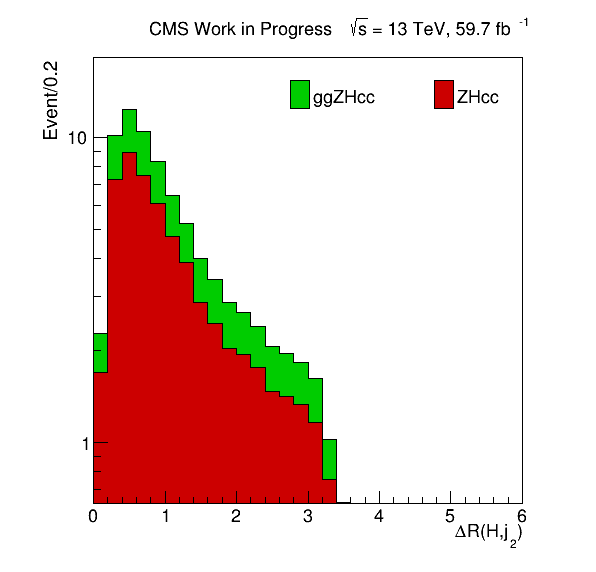 CMS Work in Progress √s = 13 TeV, 59.7 fb⁻¹
Event/0.2
ggZHcc ZHcc
10
1
0 1 2 3 4 5 6
ΔR(H,j₂)